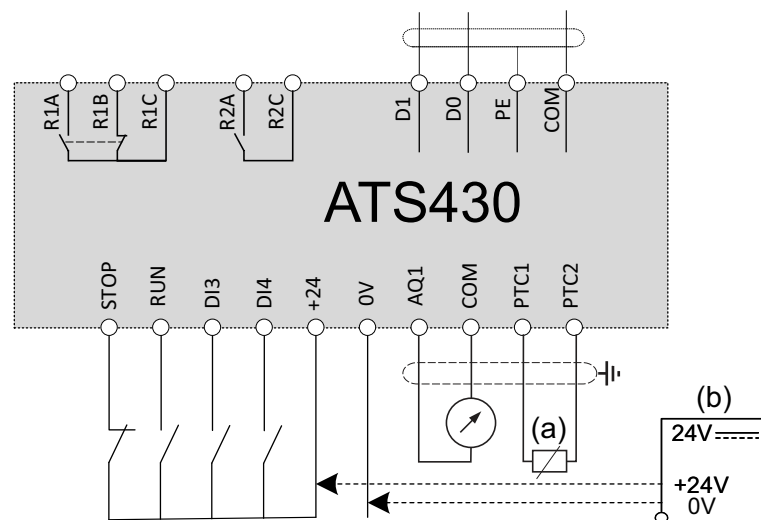 R1A R1B R1C R2A R2C D1 D0 PE COM
ATS430
STOP RUN DI3 DI4 +24 0V AQ1 COM PTC1 PTC2
(a) (b)
24V
+24V
0V